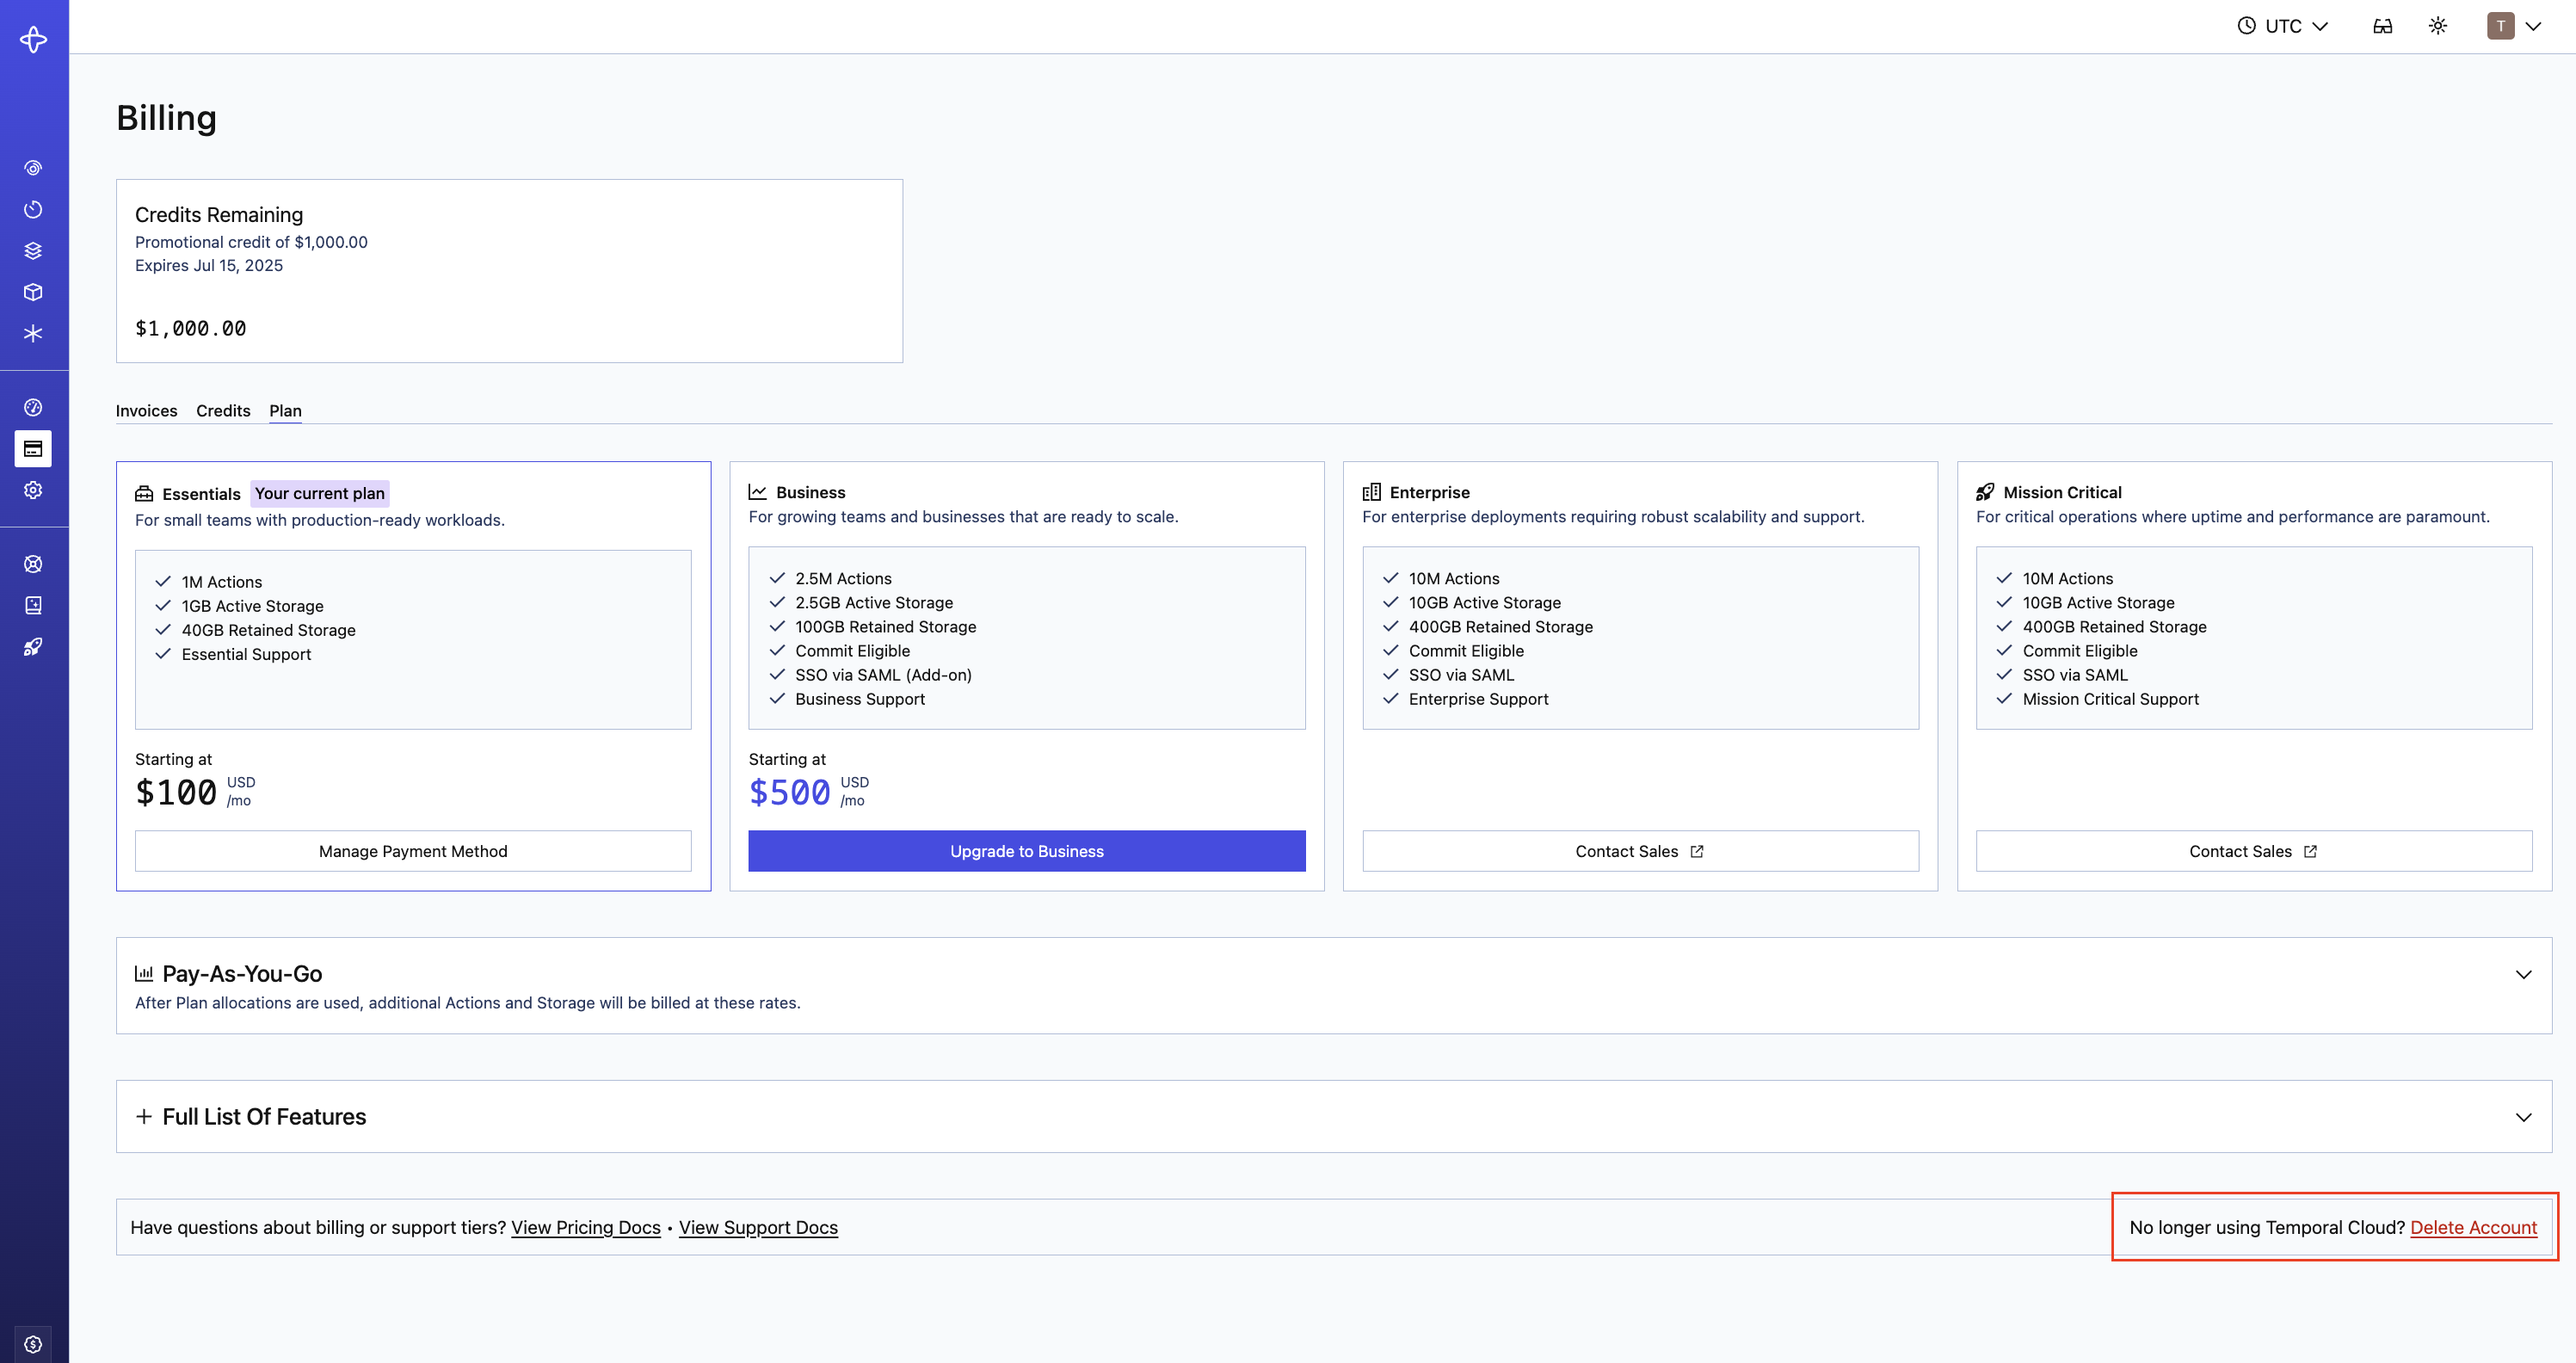 UTC
T
Billing
Credits Remaining
Promotional credit of $1,000.00
Expires Jul 15, 2025
$1,000.00
Invoices Credits Plan
Essentials Your current plan
For small teams with production-ready workloads.
1M Actions
1GB Active Storage
40GB Retained Storage
Essential Support
Starting at
$100 USD
/mo
Manage Payment Method
Business
For growing teams and businesses that are ready to scale.
2.5M Actions
2.5GB Active Storage
100GB Retained Storage
Commit Eligible
SSO via SAML (Add-on)
Business Support
Starting at
$500 USD
/mo
Upgrade to Business
Enterprise
For enterprise deployments requiring robust scalability and support.
10M Actions
10GB Active Storage
400GB Retained Storage
Commit Eligible
SSO via SAML
Enterprise Support
Contact Sales
Mission Critical
For critical operations where uptime and performance are paramount.
10M Actions
10GB Active Storage
400GB Retained Storage
Commit Eligible
SSO via SAML
Mission Critical Support
Contact Sales
Pay-As-You-Go
After Plan allocations are used, additional Actions and Storage will be billed at these rates.
Full List Of Features
Have questions about billing or support tiers? View Pricing Docs • View Support Docs
No longer using Temporal Cloud? Delete Account